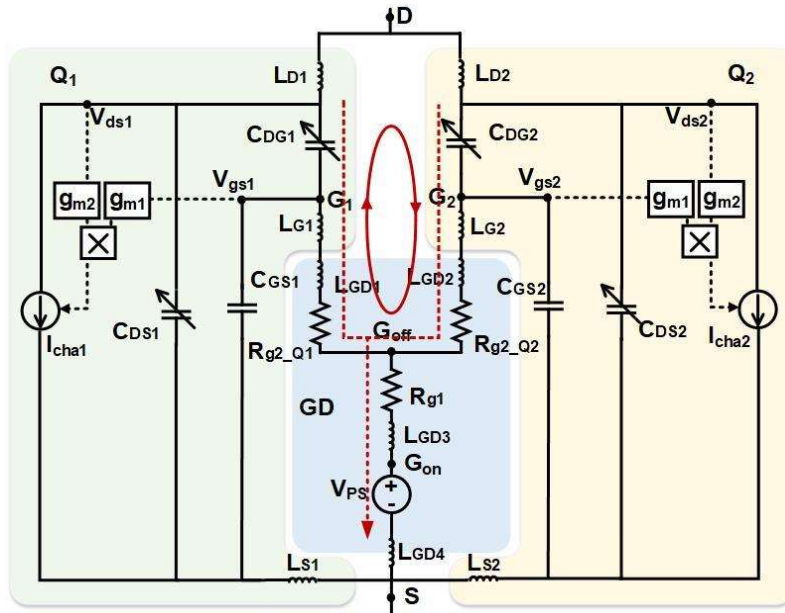 D
Q1
LD1
LD2
Q2
Vds1
CDG1
CDG2
Vds2
gm2
gm1
Vgs1
G1
G2
Vgs2
gm1
gm2
LG1
LG2
CGS1
LGD1
LGD2
CGS2
Icha1
CDS1
Goff
CDS2
Icha2
Rg2_Q1
Rg2_Q2
Rg1
GD
LGD3
Gon
VPS
+
-
LS1
LGD4
LS2
S